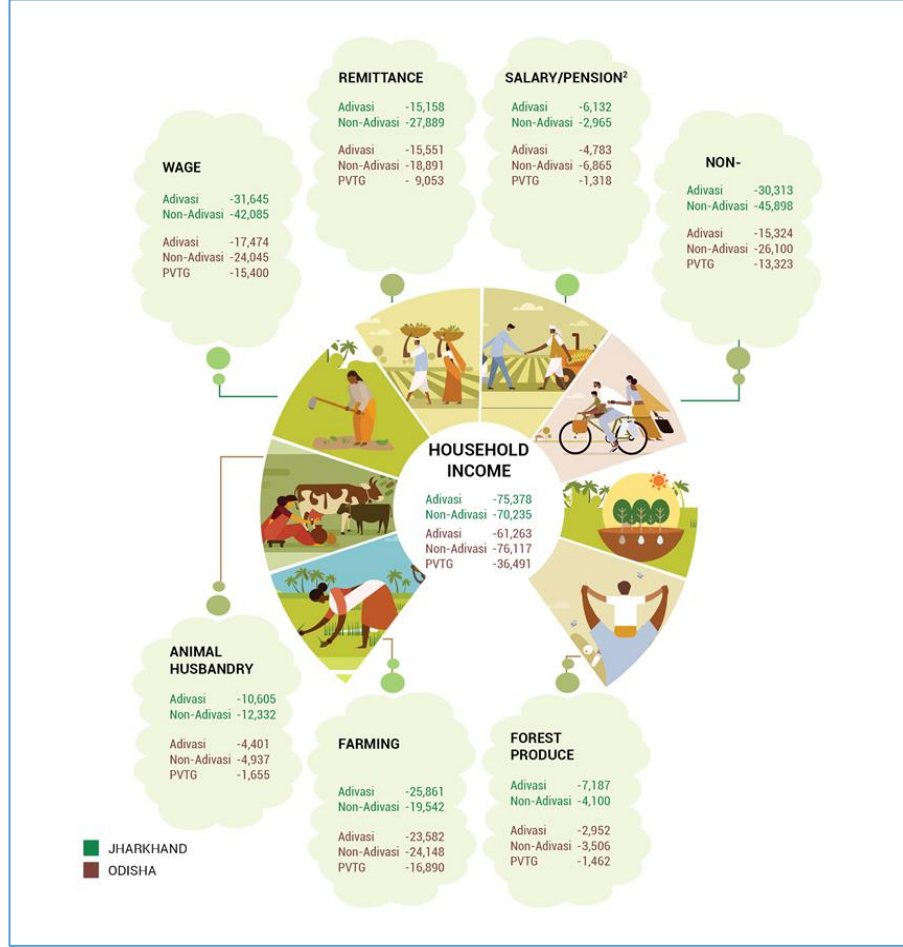 REMITTANCE
Adivasi -15,158
Non-Adivasi -27,889
Adivasi -15,551
Non-Adivasi -18,891
PVTG - 9,053
SALARY/PENSION²
Adivasi -6,132
Non-Adivasi -2,965
Adivasi -4,783
Non-Adivasi -6,865
PVTG -1,318
WAGE
Adivasi -31,645
Non-Adivasi -42,085
Adivasi -17,474
Non-Adivasi -24,045
PVTG -15,400
NON-
Adivasi -30,313
Non-Adivasi -45,898
Adivasi -15,324
Non-Adivasi -26,100
PVTG -13,323
HOUSEHOLD
INCOME
Adivasi -75,378
Non-Adivasi -70,235
Adivasi -61,263
Non-Adivasi -76,117
PVTG -36,491
ANIMAL
HUSBANDRY
Adivasi -10,605
Non-Adivasi -12,332
Adivasi -4,401
Non-Adivasi -4,937
PVTG -1,655
FARMING
Adivasi -25,861
Non-Adivasi -19,542
Adivasi -23,582
Non-Adivasi -24,148
PVTG -16,890
FOREST
PRODUCE
Adivasi -7,187
Non-Adivasi -4,100
Adivasi -2,952
Non-Adivasi -3,506
PVTG -1,462
JHARKHAND
ODISHA